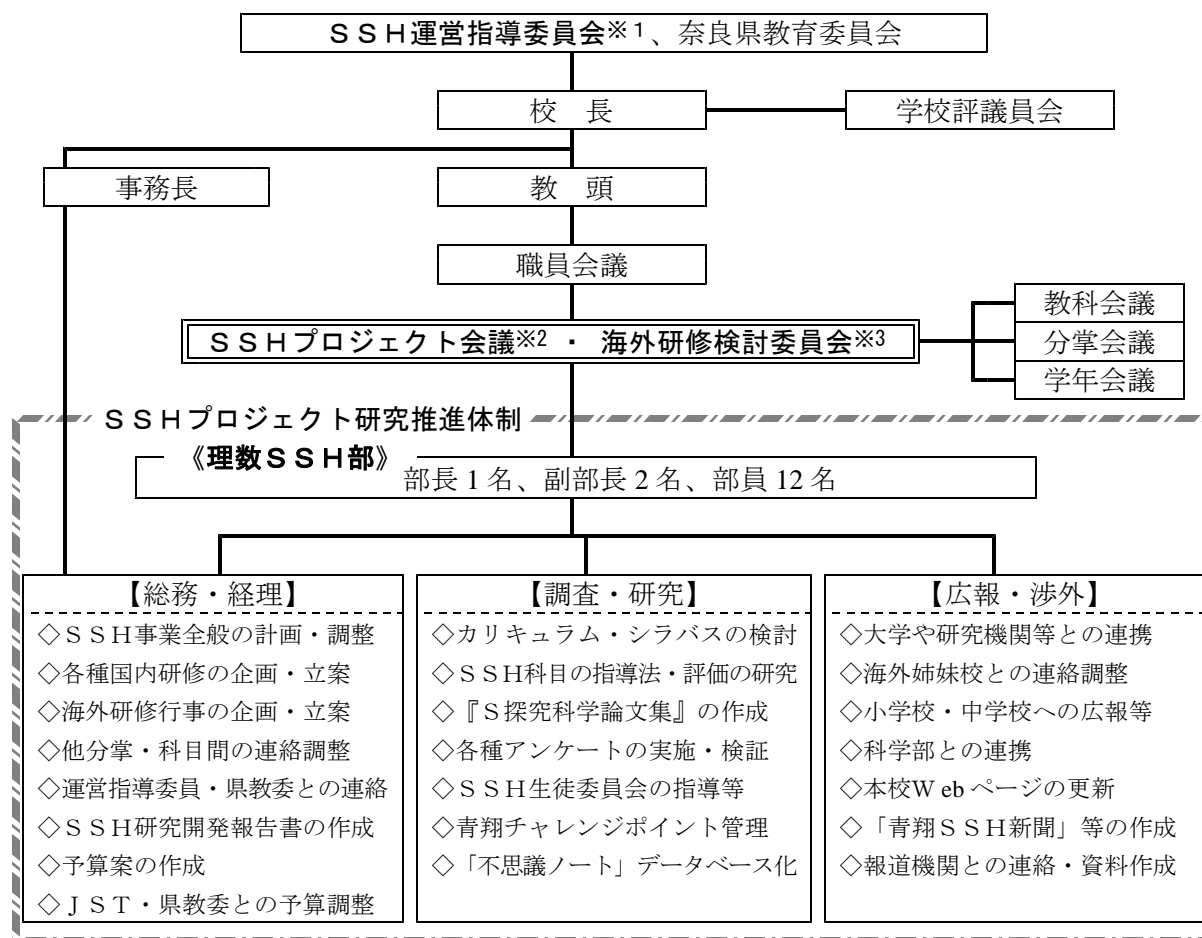 ＳＳＨ運営指導委員会※1、奈良県教育委員会
校　長
学校評議員会
事務長
教　頭
職員会議
教科会議
分掌会議
学年会議
ＳＳＨプロジェクト会議※2 ・ 海外研修検討委員会※3
ＳＳＨプロジェクト研究推進体制
《理数ＳＳＨ部》
部長 1 名、副部長 2 名、部員 12 名
【総務・経理】
◇ＳＳＨ事業全般の計画・調整
◇各種国内研修の企画・立案
◇海外研修行事の企画・立案
◇他分掌・科目間の連絡調整
◇運営指導委員・県教委との連絡
◇ＳＳＨ研究開発報告書の作成
◇予算案の作成
◇ＪＳＴ・県教委との予算調整
【調査・研究】
◇カリキュラム・シラバスの検討
◇ＳＳＨ科目の指導法・評価の研究
◇『Ｓ探究科学論文集』の作成
◇各種アンケートの実施・検証
◇ＳＳＨ生徒委員会の指導等
◇青翔チャレンジポイント管理
◇「不思議ノート」データベース化
【広報・渉外】
◇大学や研究機関等との連携
◇海外姉妹校との連絡調整
◇小学校・中学校への広報等
◇科学部との連携
◇本校Ｗeb ページの更新
◇「青翔ＳＳＨ新聞」等の作成
◇報道機関との連絡・資料作成